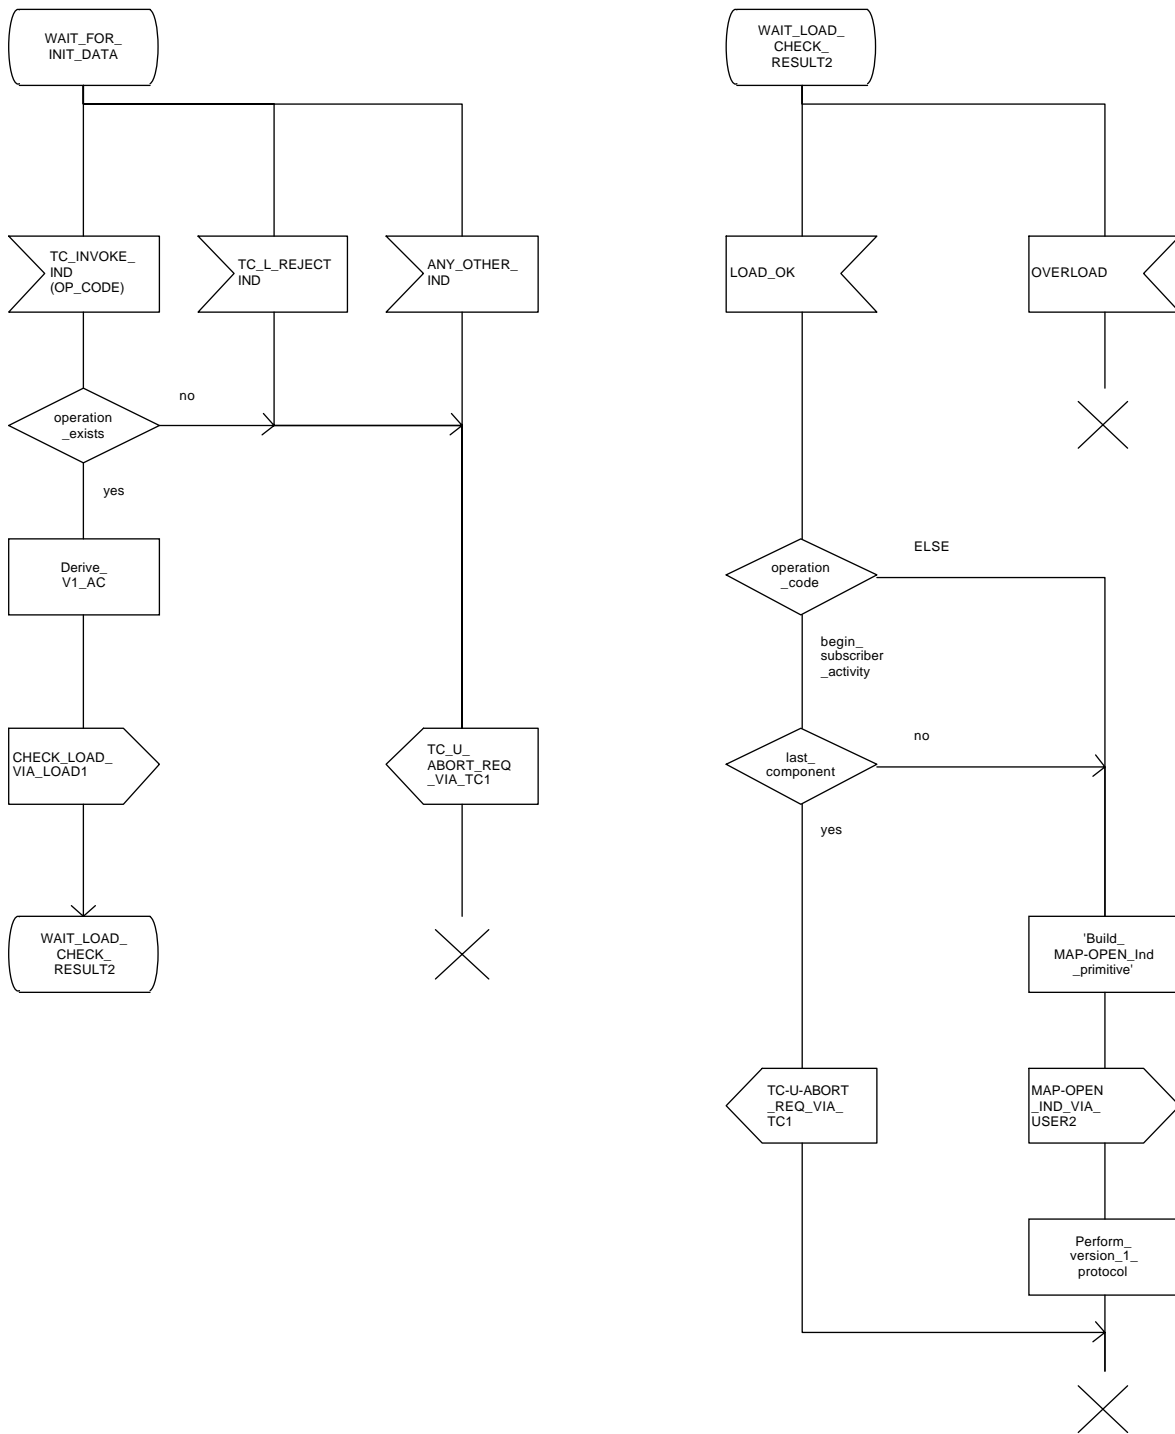 WAIT_FOR_
INIT_DATA
TC_INVOKE_
IND
(OP_CODE)
TC_L_REJECT
IND
ANY_OTHER_
IND
operation
_exists
no
yes
Derive_
V1_AC
CHECK_LOAD_
VIA_LOAD1
TC_U_
ABORT_REQ
_VIA_TC1
WAIT_LOAD_
CHECK_
RESULT2
WAIT_LOAD_
CHECK_
RESULT2
LOAD_OK
OVERLOAD
operation
_code
ELSE
begin_
subscriber
_activity
last_
component
no
yes
'Build_
MAP-OPEN_Ind
_primitive'
TC-U-ABORT
_REQ_VIA_
TC1
MAP-OPEN
_IND_VIA_
USER2
Perform_
version_1_
protocol